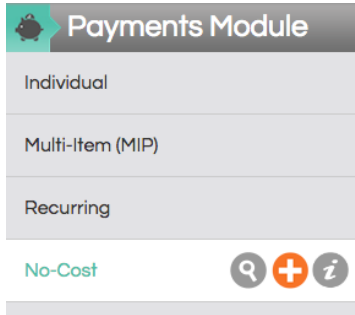 Payments Module
Individual
Multi-Item (MIP)
Recurring
No-Cost